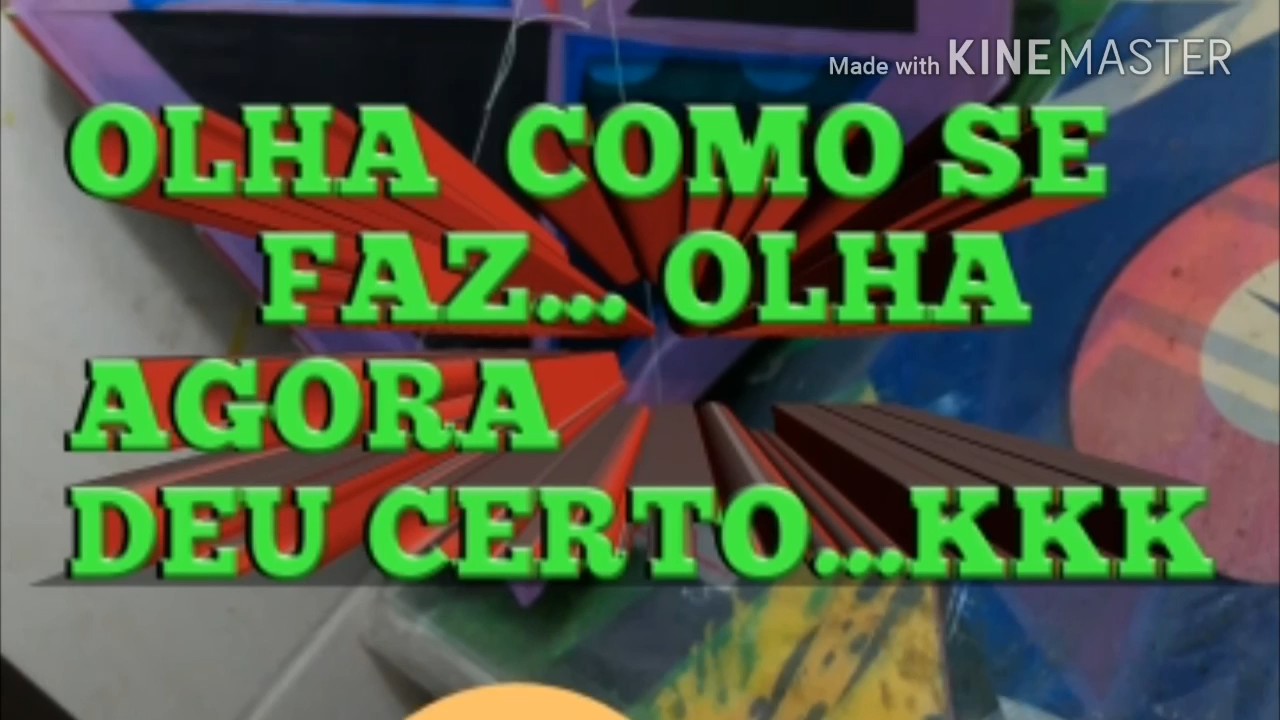 Made with KINEMASTER
OLHA COMO SE
FAZ... OLHA
AGORA
DEU CERTO...KKK